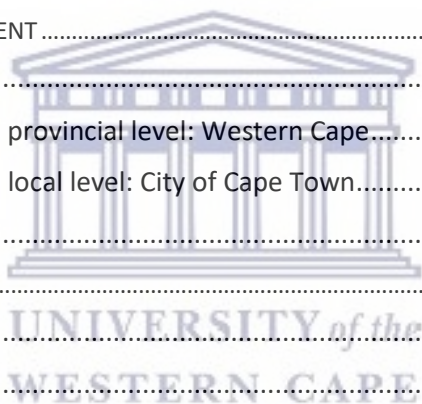 ENT ..............................................................
..............................................................
provincial level: Western Cape.......
local level: City of Cape Town.........
..............................................................
..............................................................
UNIVERSITY of the
..............................................................
WESTERN CAPE
..............................................................